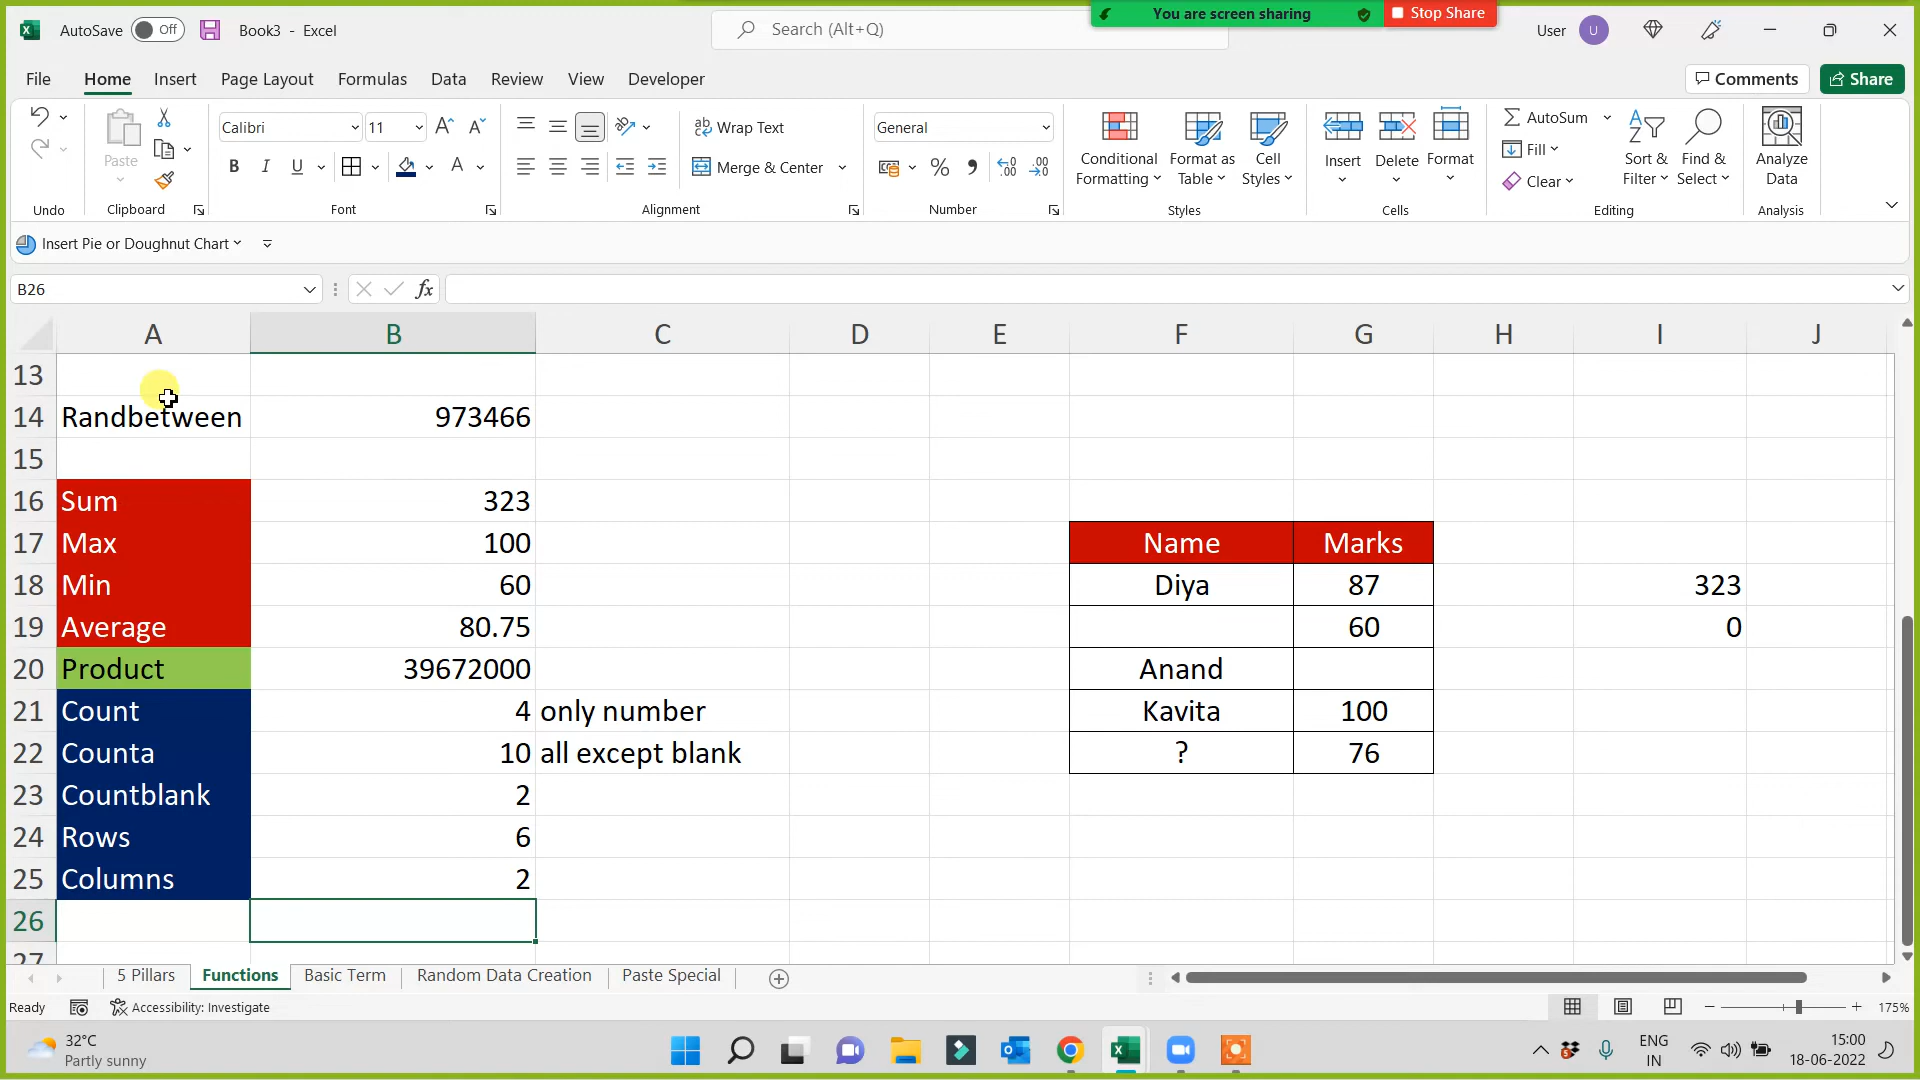 You are screen sharing
Stop Share
AutoSave Off Book3 - Excel
Search (Alt+Q)
User U
File Home Insert Page Layout Formulas Data Review View Developer
Comments Share
Paste
Calibri 11
Wrap Text
General
Conditional Formatting
Format as Table
Cell Styles
Insert Delete Format
AutoSum
Fill
Clear
Sort & Filter
Find & Select
Analyze Data
B I U
Merge & Center
Undo Clipboard Font Alignment Number Styles Cells Editing Analysis
Insert Pie or Doughnut Chart
B26
fx
A B C D E F G H I J
13
14 Randbetween 973466
15
16 Sum 323
17 Max 100 Name Marks
18 Min 60 Diya 87 323
19 Average 80.75 60 0
20 Product 39672000 Anand
21 Count 4 only number Kavita 100
22 Counta 10 all except blank ? 76
23 Countblank 2
24 Rows 6
25 Columns 2
26
27
5 Pillars Functions Basic Term Random Data Creation Paste Special
Ready Accessibility: Investigate 175%
32°C
Partly sunny
ENG
IN
15:00
18-06-2022